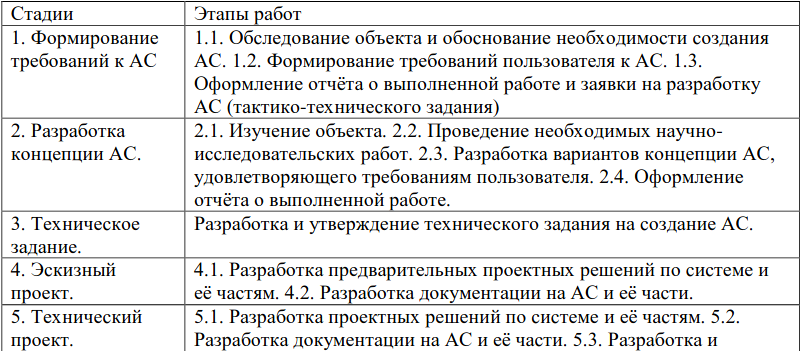 Стадии
Этапы работ
1. Формирование
требований к АС
1.1. Обследование объекта и обоснование необходимости создания
АС. 1.2. Формирование требований пользователя к АС. 1.3.
Оформление отчёта о выполненной работе и заявки на разработку
АС (тактико-технического задания)
2. Разработка
концепции АС.
2.1. Изучение объекта. 2.2. Проведение необходимых научно-
исследовательских работ. 2.3. Разработка вариантов концепции АС,
удовлетворяющего требованиям пользователя. 2.4. Оформление
отчёта о выполненной работе.
3. Техническое
задание.
Разработка и утверждение технического задания на создание АС.
4. Эскизный
проект.
4.1. Разработка предварительных проектных решений по системе и
её частям. 4.2. Разработка документации на АС и её части.
5. Технический
проект.
5.1. Разработка проектных решений по системе и её частям. 5.2.
Разработка документации на АС и её части. 5.3. Разработка и